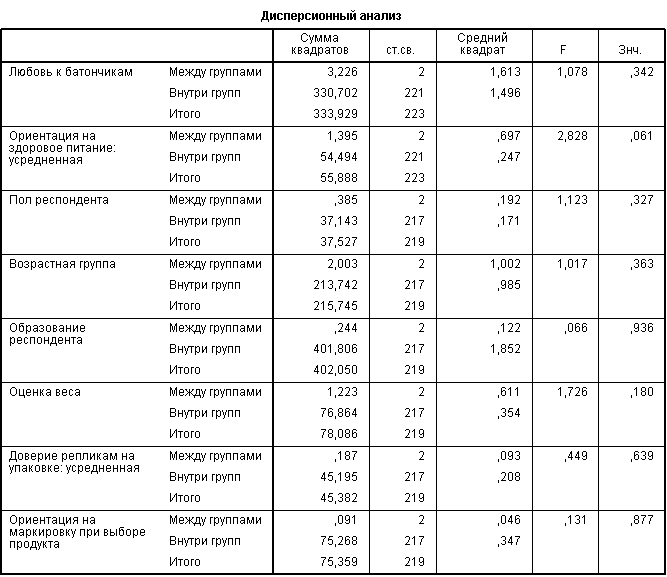 Дисперсионный анализ
Сумма квадратов ст.св. Средний квадрат F Знч.
Любовь к батончикам Между группами 3,226 2 1,613 1,078 ,342
Внутри групп 330,702 221 1,496
Итого 333,929 223
Ориентация на здоровое питание: усредненная Между группами 1,395 2 ,697 2,828 ,061
Внутри групп 54,494 221 ,247
Итого 55,888 223
Пол респондента Между группами ,385 2 ,192 1,123 ,327
Внутри групп 37,143 217 ,171
Итого 37,527 219
Возрастная группа Между группами 2,003 2 1,002 1,017 ,363
Внутри групп 213,742 217 ,985
Итого 215,745 219
Образование респондента Между группами ,244 2 ,122 ,066 ,936
Внутри групп 401,806 217 1,852
Итого 402,050 219
Оценка веса Между группами 1,223 2 ,611 1,726 ,180
Внутри групп 76,864 217 ,354
Итого 78,086 219
Доверие репликам на упаковке: усредненная Между группами ,187 2 ,093 ,449 ,639
Внутри групп 45,195 217 ,208
Итого 45,382 219
Ориентация на маркировку при выборе продукта Между группами ,091 2 ,046 ,131 ,877
Внутри групп 75,268 217 ,347
Итого 75,359 219